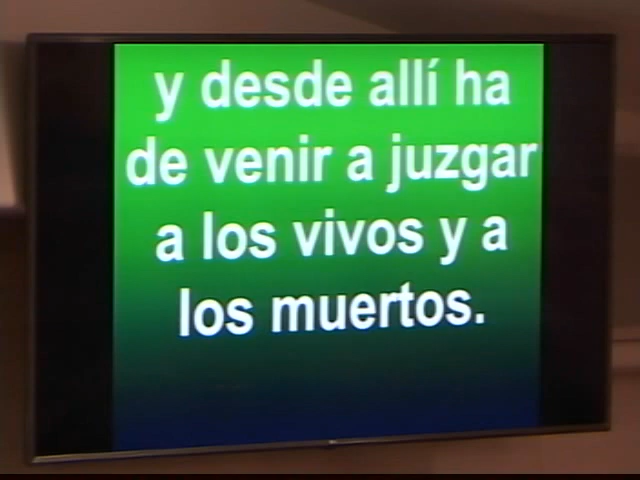 y desde allí ha
de venir a juzgar
a los vivos y a
los muertos.